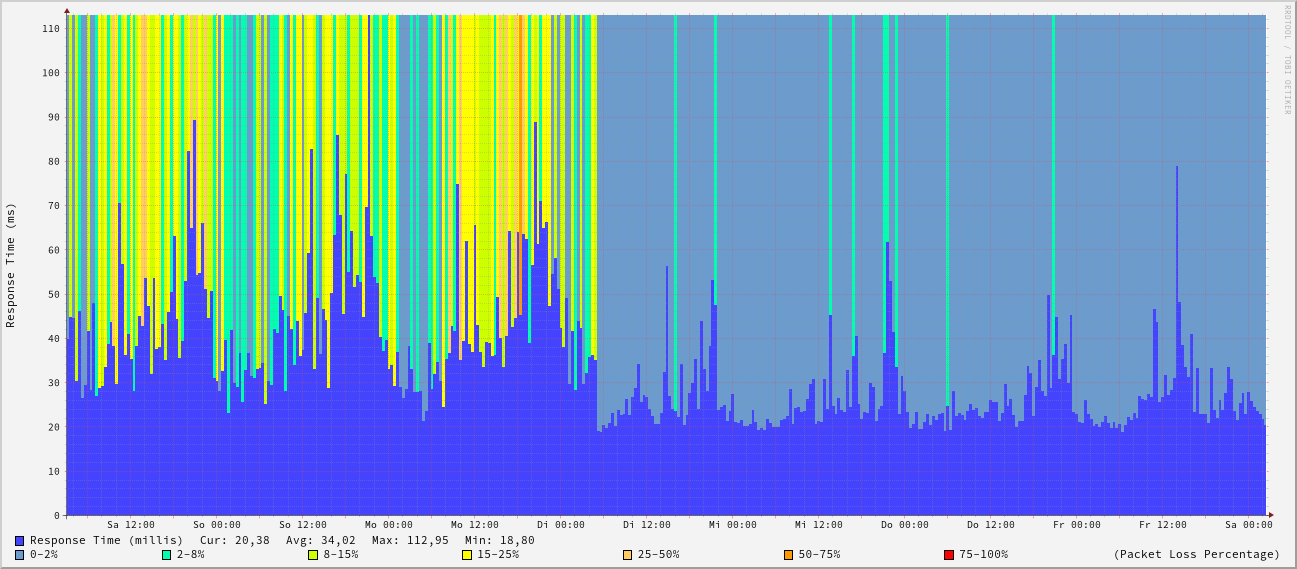 RRDTOOL / TOBI OETIKER
Response Time (ms)
110
100
90
80
70
60
50
40
30
20
10
0
Sa 12:00 So 00:00 So 12:00 Mo 00:00 Mo 12:00 Di 00:00 Di 12:00 Mi 00:00 Mi 12:00 Do 00:00 Do 12:00 Fr 00:00 Fr 12:00 Sa 00:00
Response Time (millis) Cur: 20,38 Avg: 34,02 Max: 112,95 Min: 18,80
0-2% 2-8% 8-15% 15-25% 25-50% 50-75% 75-100% (Packet Loss Percentage)